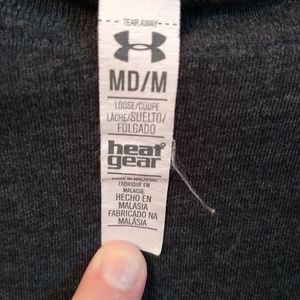 TEAR AWAY
MD/M
LOOSE/COUPE
LÂCHE/SUELTO/
FOLGADO
heat
gear
MADE IN MALAYSIA
FABRIQUÉ EN
MALAISIE
HECHO EN
MALASIA
FABRICADO NA
MALÁSIA